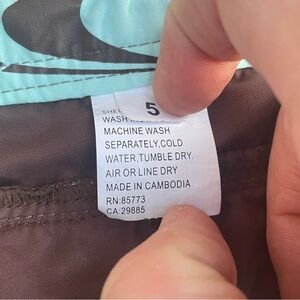 5
WASH
MACHINE WASH
SEPARATELY,COLD
WATER,TUMBLE DRY.
AIR OR LINE DRY
MADE IN CAMBODIA
RN:85773
CA:29885